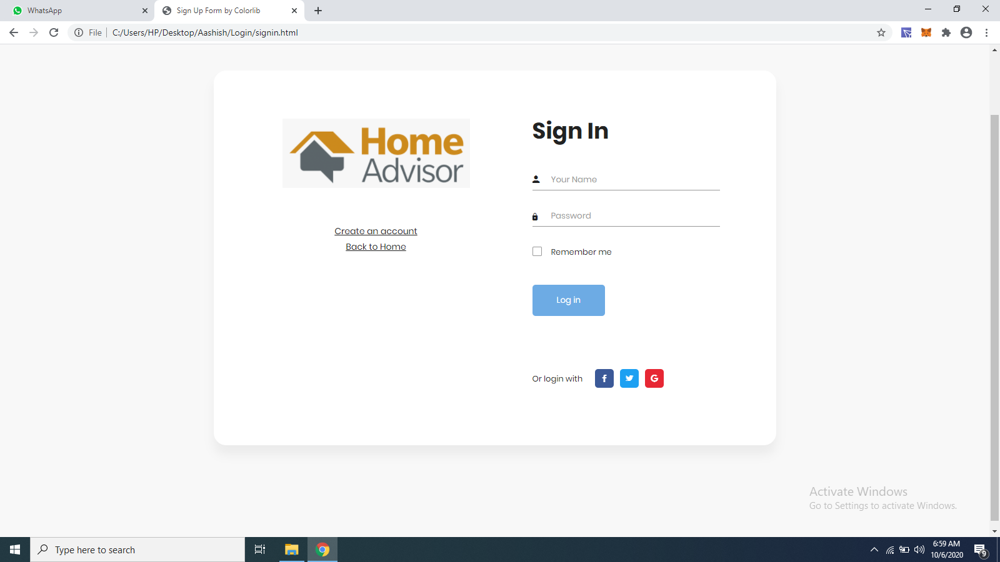 WhatsApp
Sign Up Form by Colorlib
File
C:/Users/HP/Desktop/Aashish/Login/signin.html
Home
Advisor
Create an account
Back to Home
Sign In
Your Name
Password
Remember me
Log in
Or login with
f
G
Activate Windows
Go to Settings to activate Windows.
Type here to search
6:59 AM
10/6/2020
9